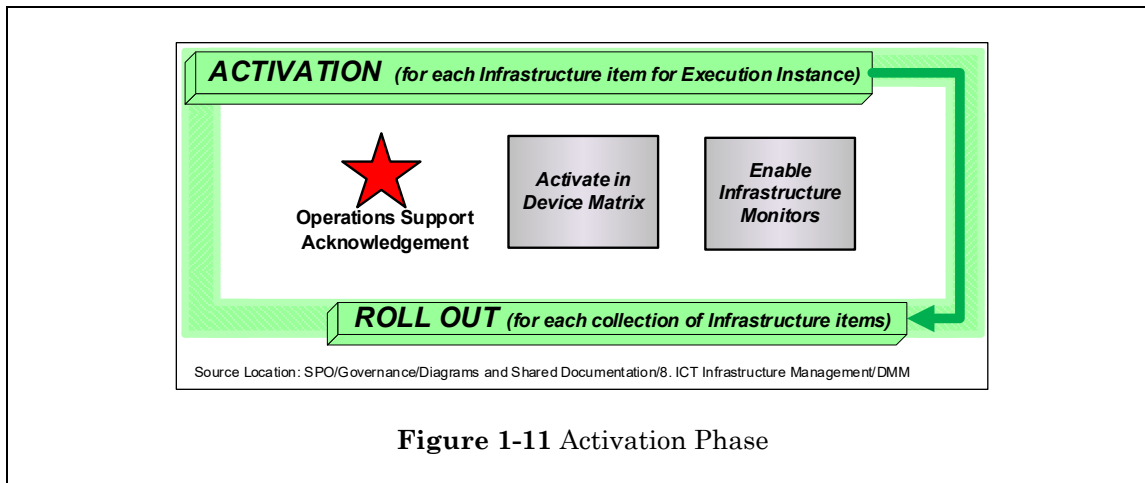 ACTIVATION (for each Infrastructure item for Execution Instance)
Operations Support
Acknowledgement
Activate in
Device Matrix
Enable
Infrastructure
Monitors
ROLL OUT (for each collection of Infrastructure items)
Source Location: SPO/Governance/Diagrams and Shared Documentation/8. ICT Infrastructure Management/DMM
Figure 1-11 Activation Phase